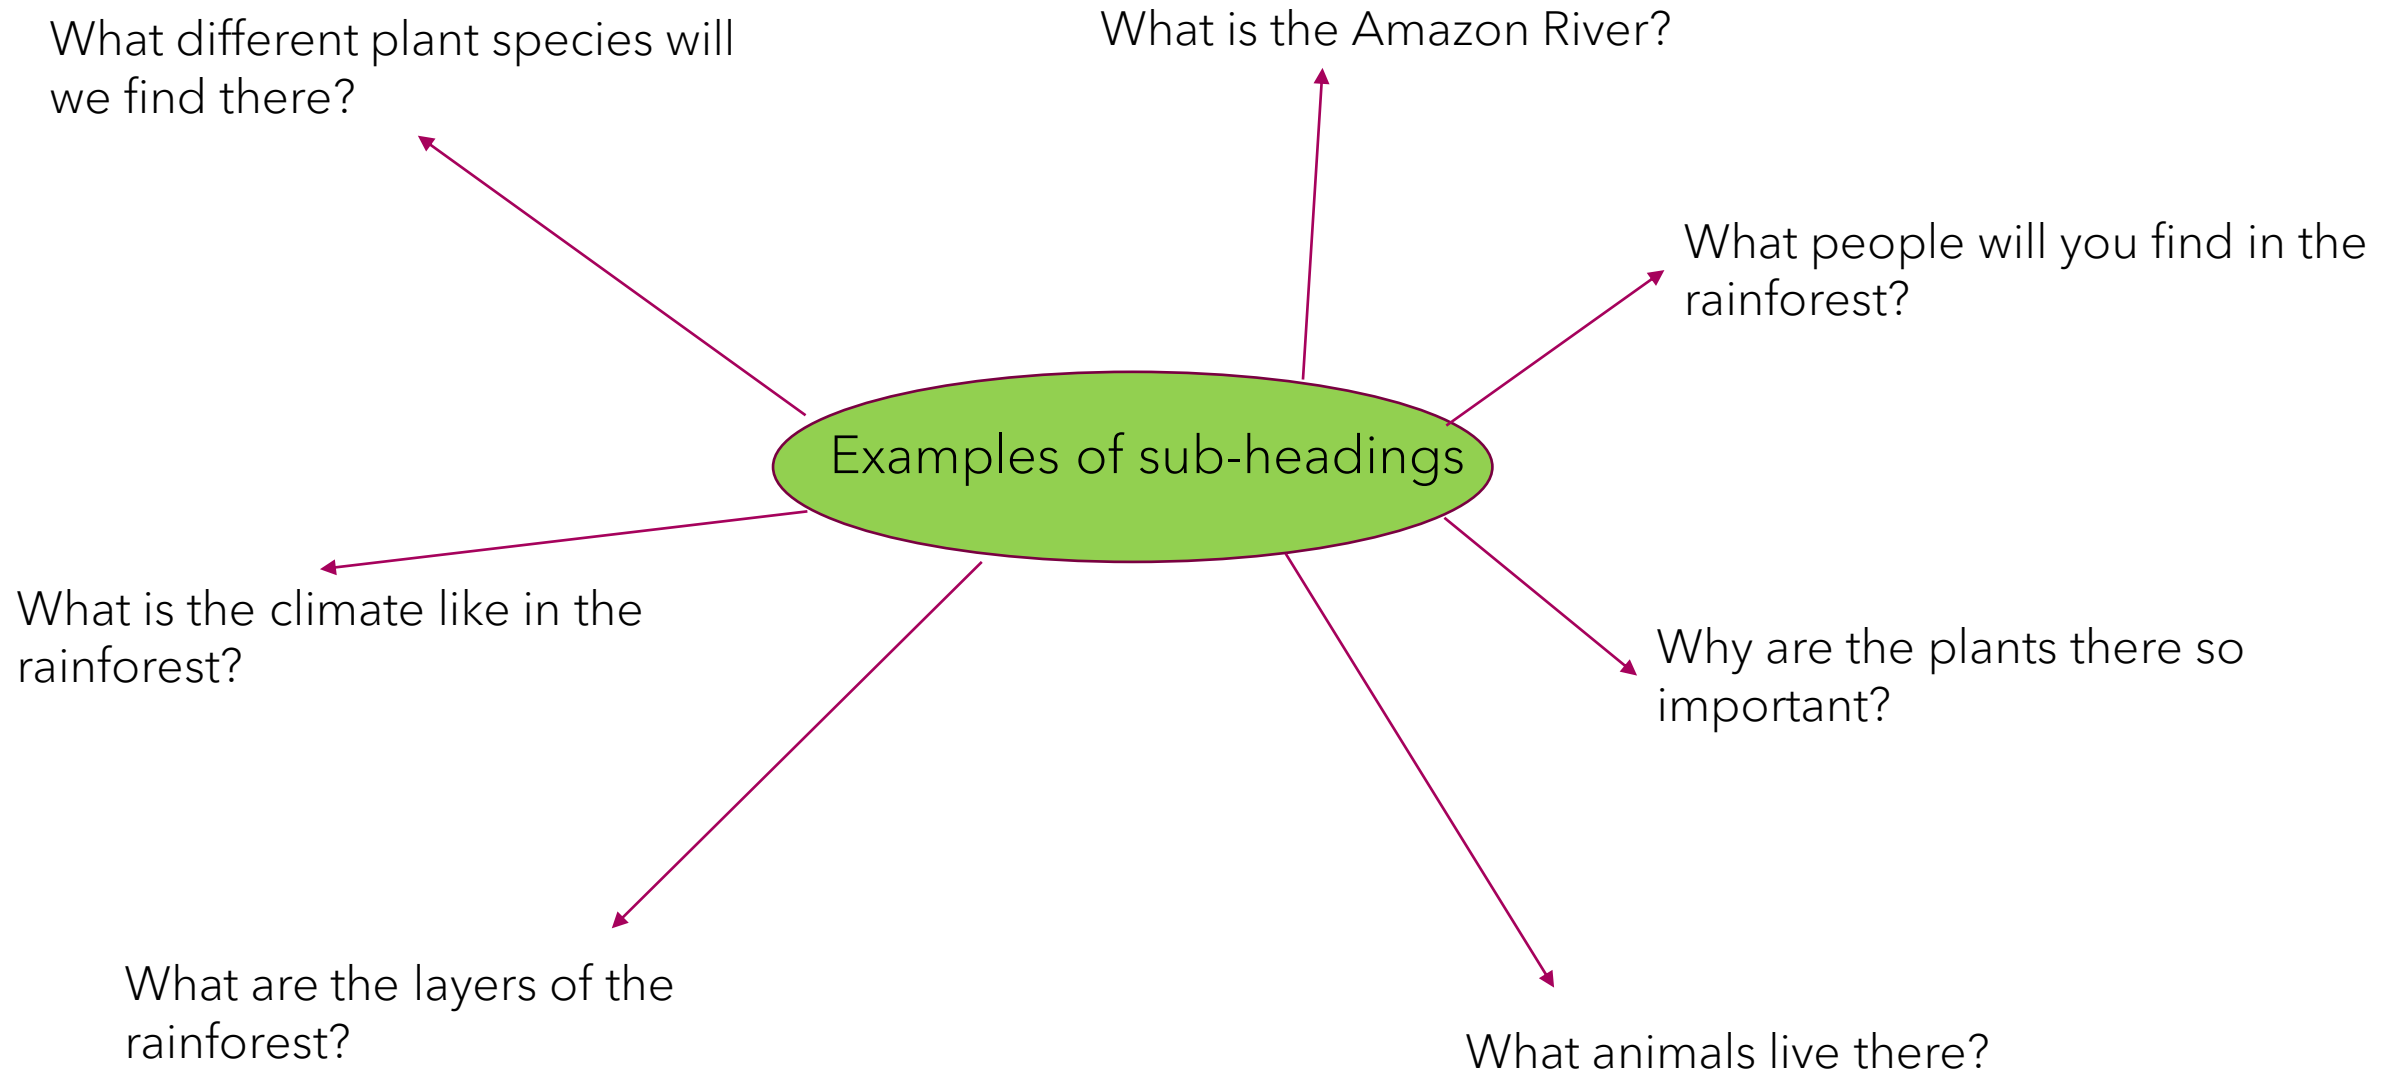 What different plant species will
we find there?
What is the Amazon River?
What people will you find in the
rainforest?
Examples of sub-headings
What is the climate like in the
rainforest?
Why are the plants there so
important?
What are the layers of the
rainforest?
What animals live there?